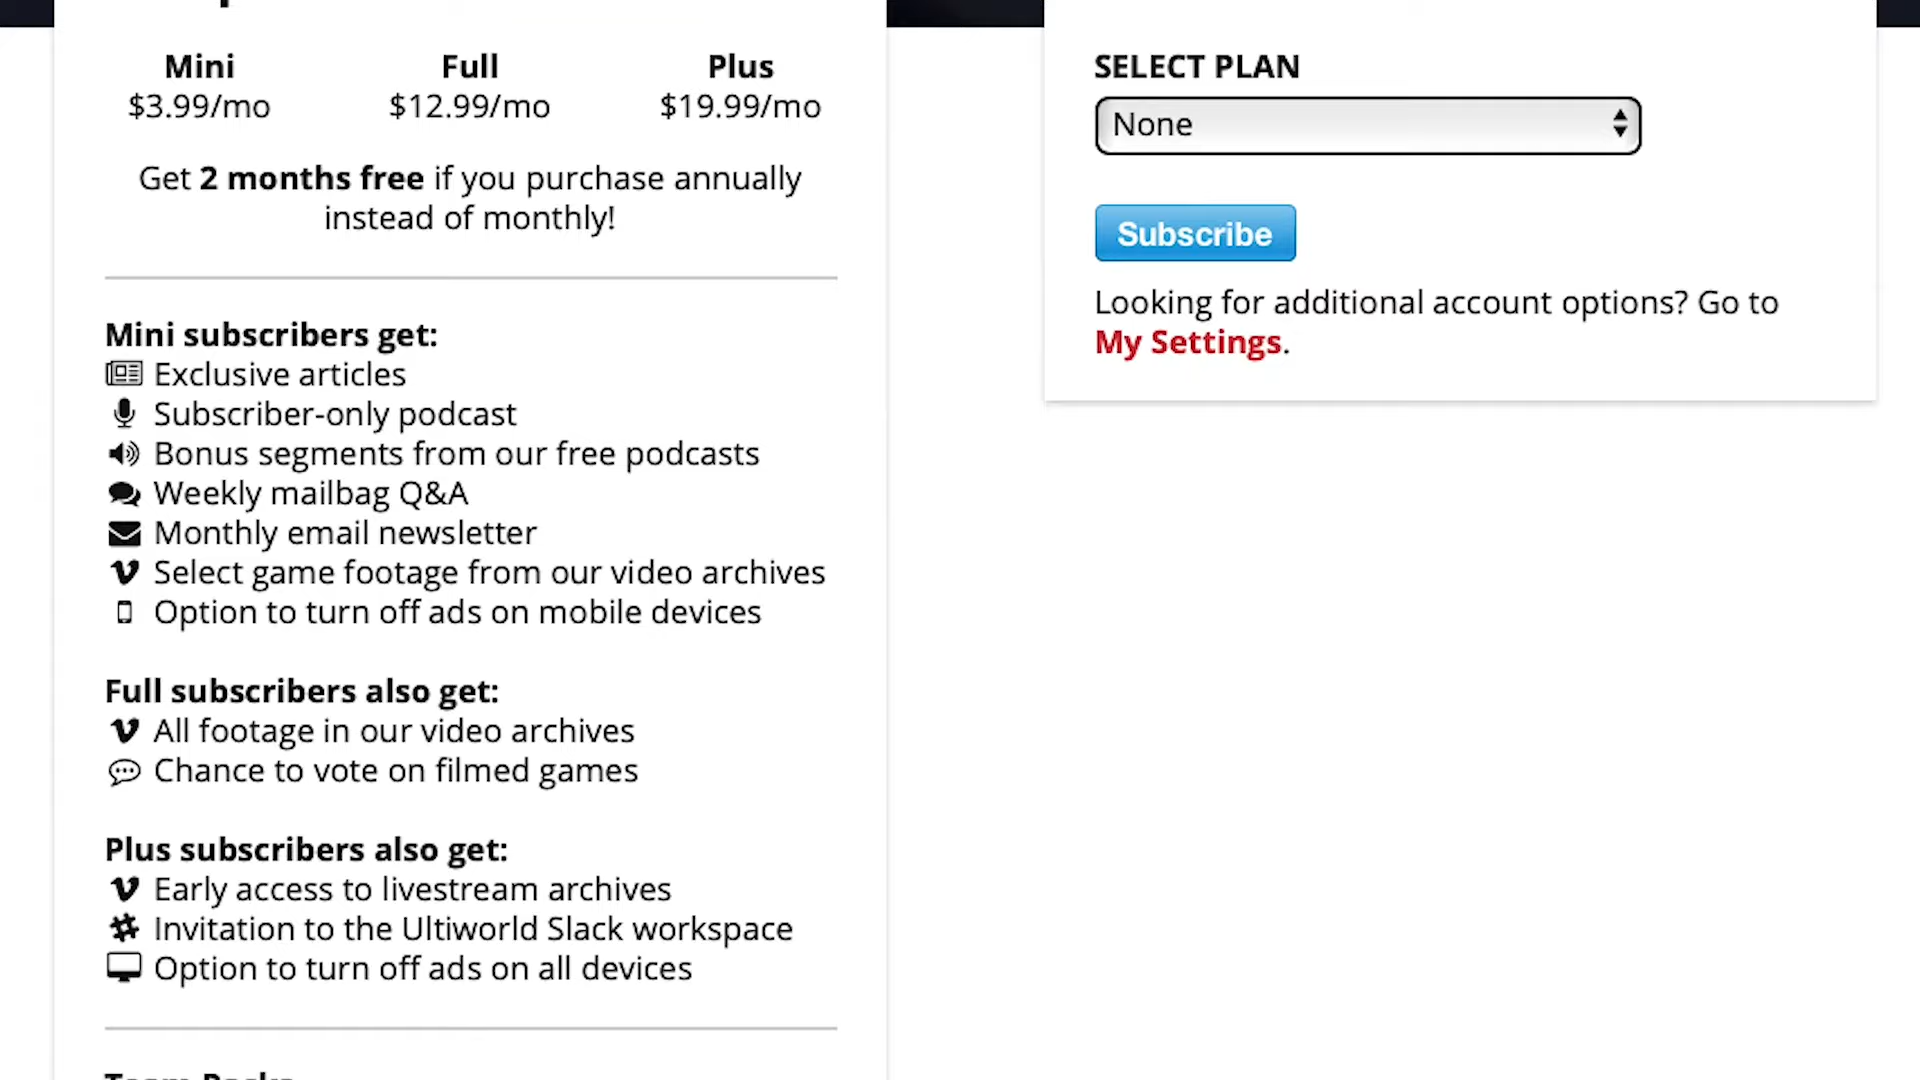 Mini Full Plus
$3.99/mo $12.99/mo $19.99/mo
Get 2 months free if you purchase annually
instead of monthly!
Mini subscribers get:
Exclusive articles
Subscriber-only podcast
Bonus segments from our free podcasts
Weekly mailbag Q&A
Monthly email newsletter
Select game footage from our video archives
Option to turn off ads on mobile devices
Full subscribers also get:
All footage in our video archives
Chance to vote on filmed games
Plus subscribers also get:
Early access to livestream archives
Invitation to the Ultiworld Slack workspace
Option to turn off ads on all devices
SELECT PLAN
None
Subscribe
Looking for additional account options? Go to
My Settings.